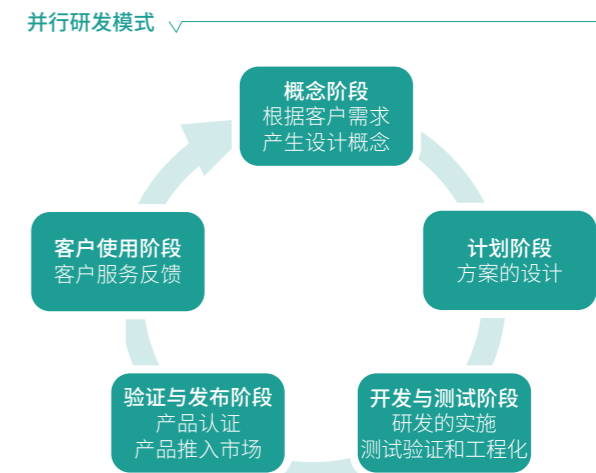 并行研发模式
概念阶段
根据客户需求
产生设计概念
客户使用阶段
客户服务反馈
计划阶段
方案的设计
验证与发布阶段
产品认证
产品推入市场
开发与测试阶段
研发的实施
测试验证和工程化